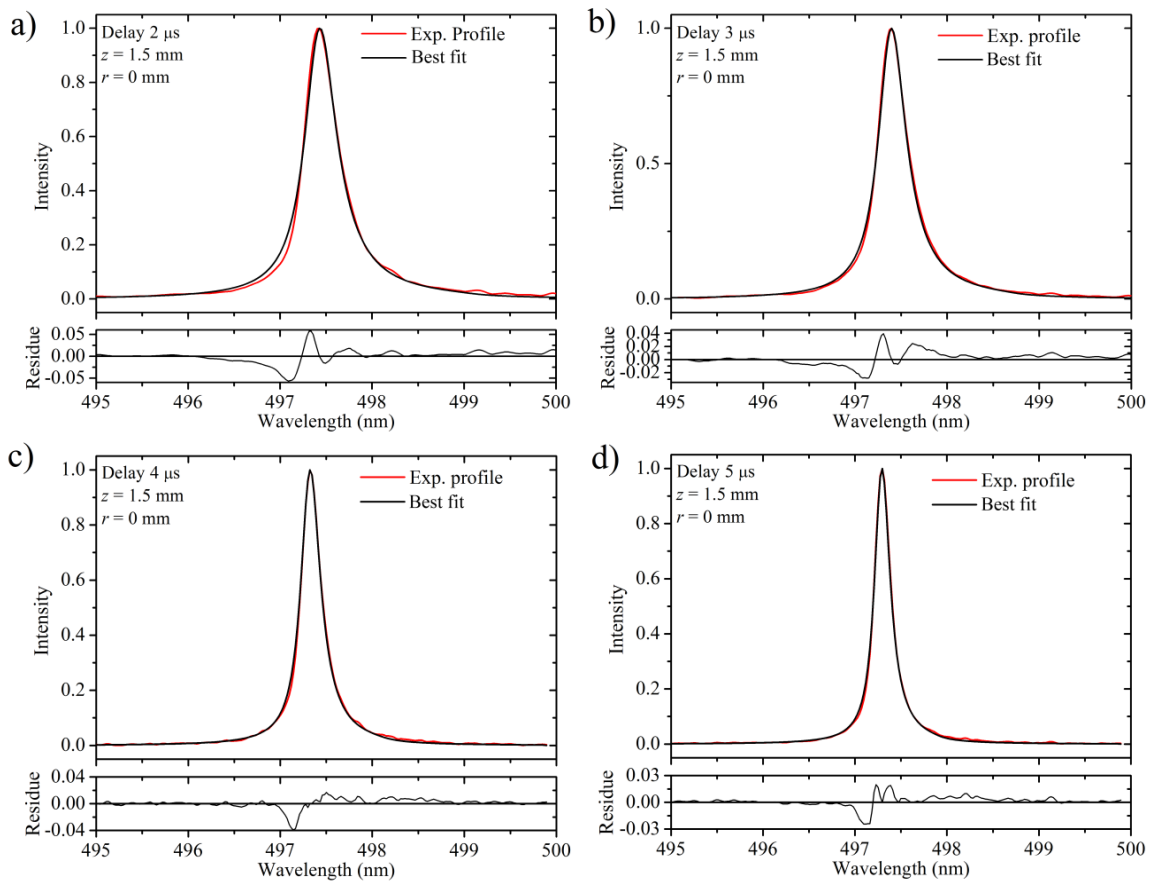 a)
Delay 2 μs
z = 1.5 mm
r = 0 mm
Exp. Profile
Best fit
Intensity
1.0
0.8
0.6
0.4
0.2
0.0
Residue
0.05
0.00
-0.05
495 496 497 498 499 500
Wavelength (nm)
b)
Delay 3 μs
z = 1.5 mm
r = 0 mm
Exp. profile
Best fit
Intensity
1.0
0.5
0.0
Residue
0.04
0.02
0.00
-0.02
495 496 497 498 499 500
Wavelength (nm)
c)
Delay 4 μs
z = 1.5 mm
r = 0 mm
Exp. profile
Best fit
Intensity
1.0
0.8
0.6
0.4
0.2
0.0
Residue
0.04
0.00
-0.04
495 496 497 498 499 500
Wavelength (nm)
d)
Delay 5 μs
z = 1.5 mm
r = 0 mm
Exp. profile
Best fit
Intensity
1.0
0.8
0.6
0.4
0.2
0.0
Residue
0.03
0.00
-0.03
495 496 497 498 499 500
Wavelength (nm)